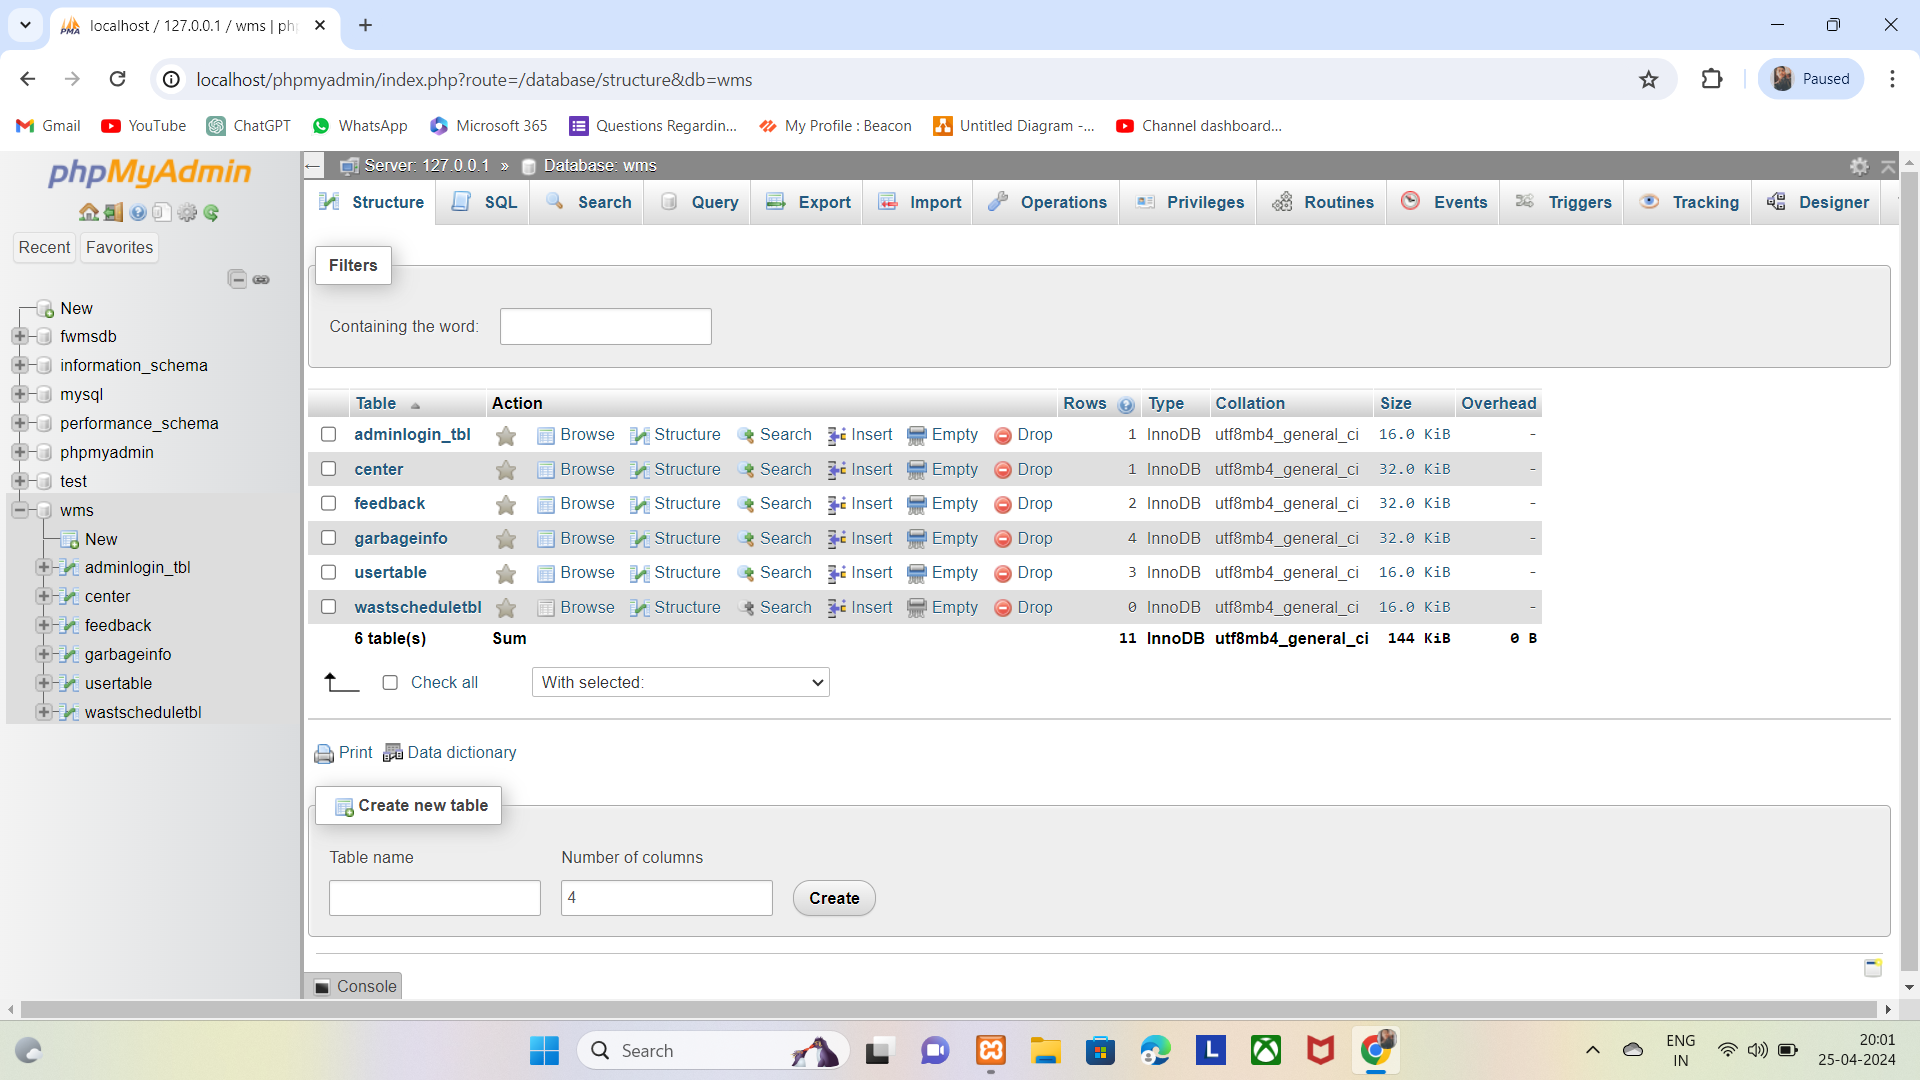 localhost / 127.0.0.1 / wms | ph
localhost/phpmyadmin/index.php?route=/database/structure&db=wms
Paused
Gmail YouTube ChatGPT WhatsApp Microsoft 365 Questions Regardin... My Profile : Beacon Untitled Diagram -... Channel dashboard...
phpMyAdmin
Recent Favorites
New
fwmsdb
information_schema
mysql
performance_schema
phpmyadmin
test
wms
New
adminlogin_tbl
center
feedback
garbageinfo
usertable
wastscheduletbl
Server: 127.0.0.1 » Database: wms
Structure SQL Search Query Export Import Operations Privileges Routines Events Triggers Tracking Designer
Filters
Containing the word:
Table Action Rows Type Collation Size Overhead
adminlogin_tbl Browse Structure Search Insert Empty Drop 1 InnoDB utf8mb4_general_ci 16.0 KiB -
center Browse Structure Search Insert Empty Drop 1 InnoDB utf8mb4_general_ci 32.0 KiB -
feedback Browse Structure Search Insert Empty Drop 2 InnoDB utf8mb4_general_ci 32.0 KiB -
garbageinfo Browse Structure Search Insert Empty Drop 4 InnoDB utf8mb4_general_ci 32.0 KiB -
usertable Browse Structure Search Insert Empty Drop 3 InnoDB utf8mb4_general_ci 16.0 KiB -
wastscheduletbl Browse Structure Search Insert Empty Drop 0 InnoDB utf8mb4_general_ci 16.0 KiB -
6 table(s) Sum 11 InnoDB utf8mb4_general_ci 144 KiB 0 B
Check all With selected:
Print Data dictionary
Create new table
Table name Number of columns
4 Create
Console
Search
ENG
IN
20:01
25-04-2024